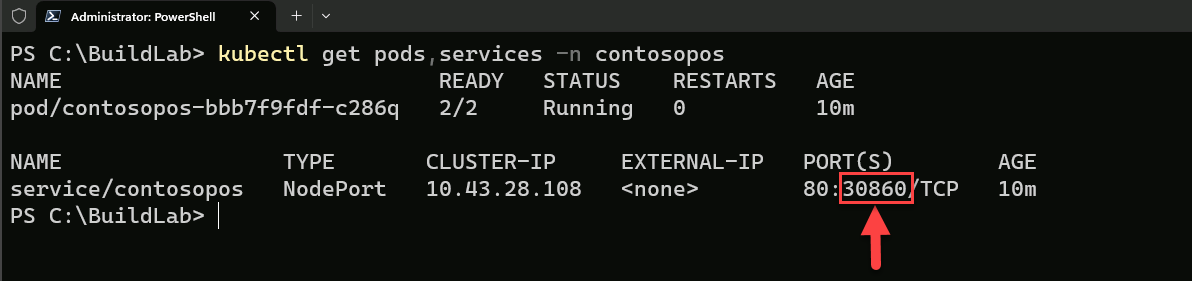 Administrator: PowerShell
PS C:\BuildLab> kubectl get pods,services -n contosopos
NAME READY STATUS RESTARTS AGE
pod/contosopos-bbb7f9fdf-c286q 2/2 Running 0 10m
NAME TYPE CLUSTER-IP EXTERNAL-IP PORT(S) AGE
service/contosopos NodePort 10.43.28.108 <none> 80:30860/TCP 10m
PS C:\BuildLab>